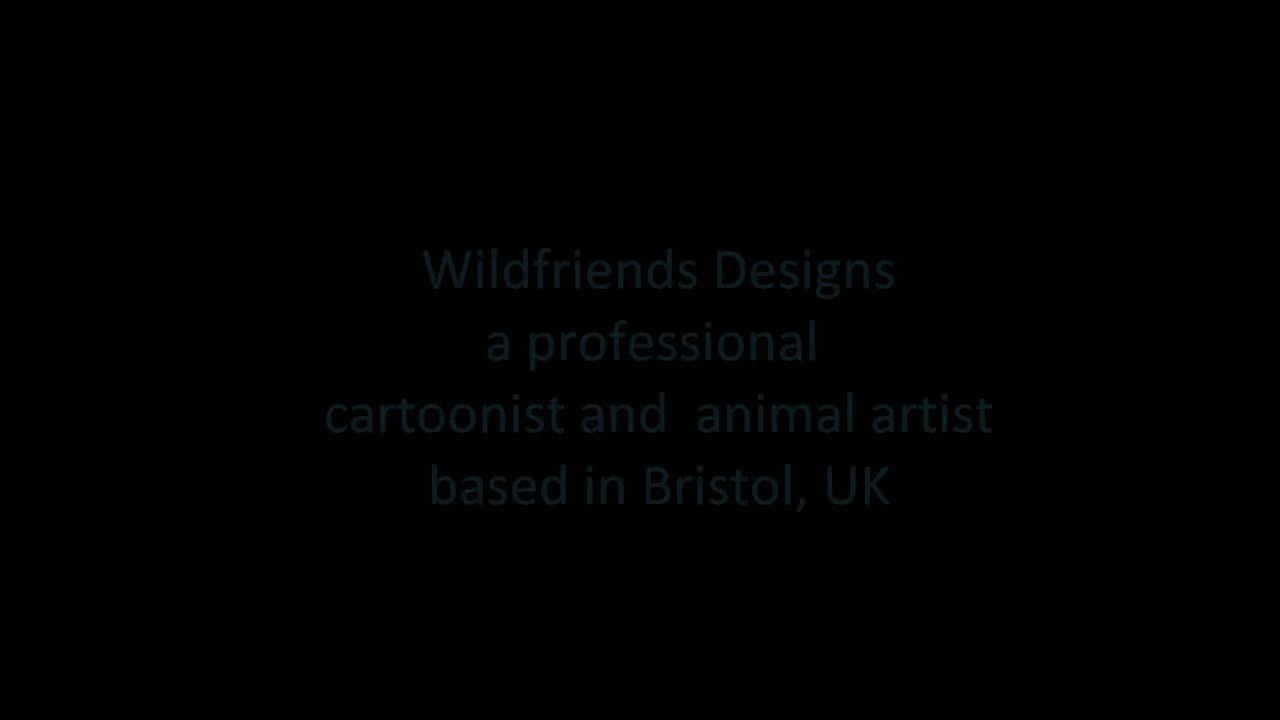 Wildfriends Designs
a professional
cartoonist and  animal artist
based in Bristol, UK